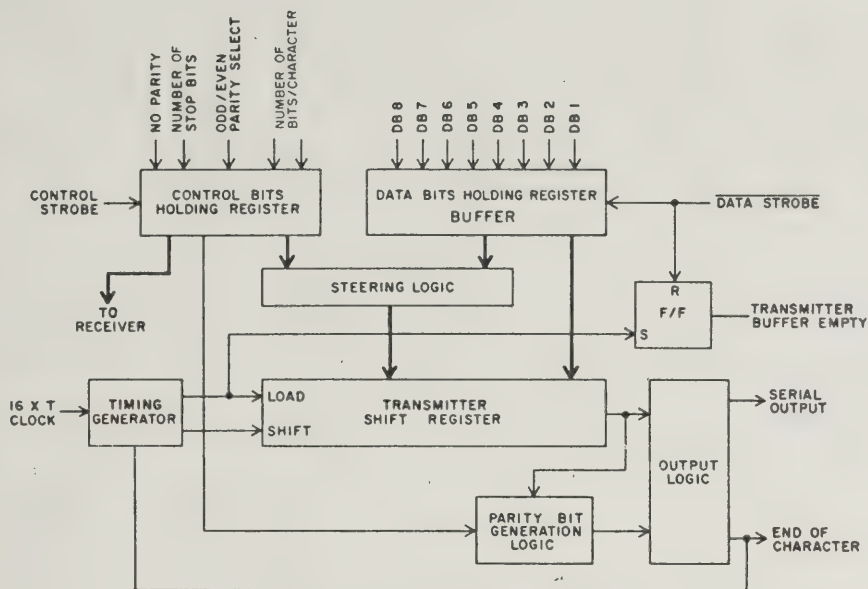 NO PARITY
NUMBER OF
STOP BITS
ODD/EVEN
PARITY SELECT
NUMBER OF
BITS/CHARACTER
DB8
DB7
DB6
DB5
DB4
DB3
DB2
DB1
CONTROL
STROBE
CONTROL BITS
HOLDING REGISTER
DATA BITS HOLDING REGISTER
BUFFER
DATA STROBE
STEERING LOGIC
TO
RECEIVER
R
F/F
S
TRANSMITTER
BUFFER EMPTY
16 X T
CLOCK
TIMING
GENERATOR
LOAD
SHIFT
TRANSMITTER
SHIFT REGISTER
SERIAL
OUTPUT
OUTPUT
LOGIC
PARITY BIT
GENERATION
LOGIC
END OF
CHARACTER